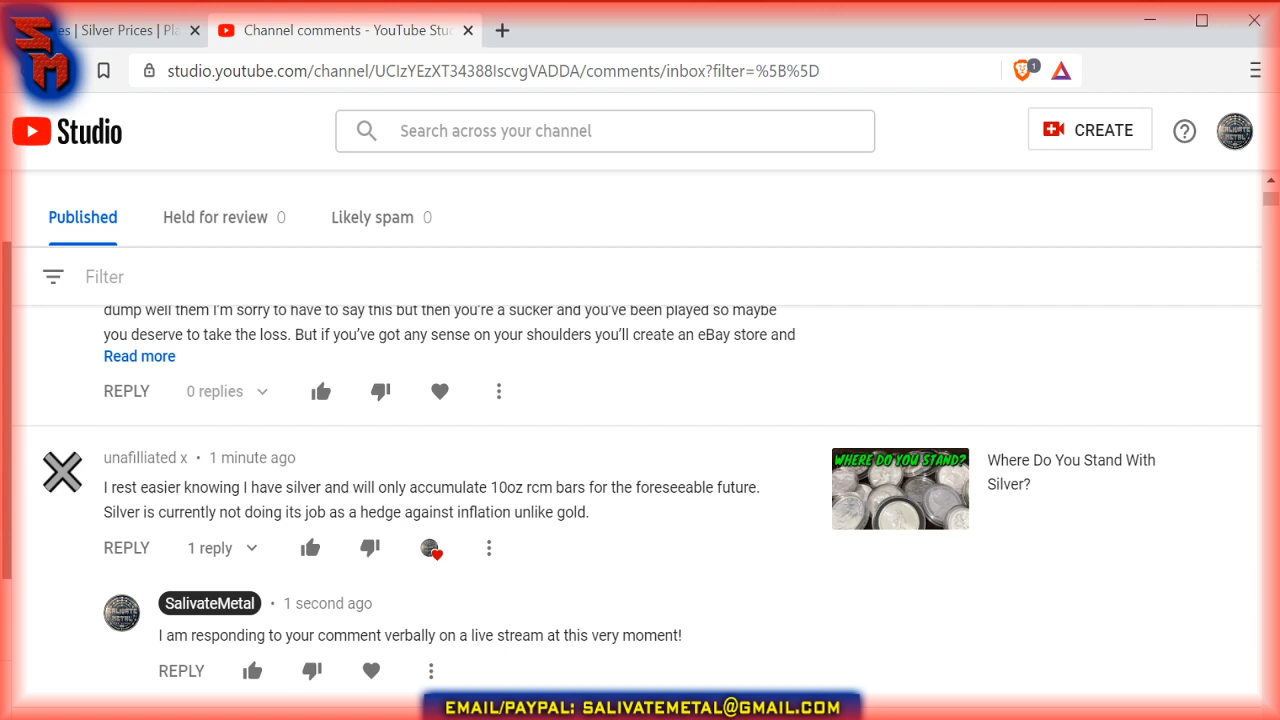 SM
es | Silver Prices | Pla
Channel comments - YouTube Stu
studio.youtube.com/channel/UCIzYEzXT34388IscvgVADDA/comments/inbox?filter=%5B%5D
1
Studio
Search across your channel
CREATE
Published
Held for review 0
Likely spam 0
Filter
dump well them I'm sorry to have to say this but then you're a sucker and you've been played so maybe
you deserve to take the loss. But if you've got any sense on your shoulders you'll create an eBay store and
Read more
REPLY 0 replies
unafilliated x • 1 minute ago
I rest easier knowing I have silver and will only accumulate 10oz rcm bars for the foreseeable future.
Silver is currently not doing its job as a hedge against inflation unlike gold.
REPLY 1 reply
WHERE DO YOU STAND?
Where Do You Stand With
Silver?
SalivateMetal • 1 second ago
I am responding to your comment verbally on a live stream at this very moment!
REPLY
EMAIL/PAYPAL: SALIVATEMETAL@GMAIL.COM